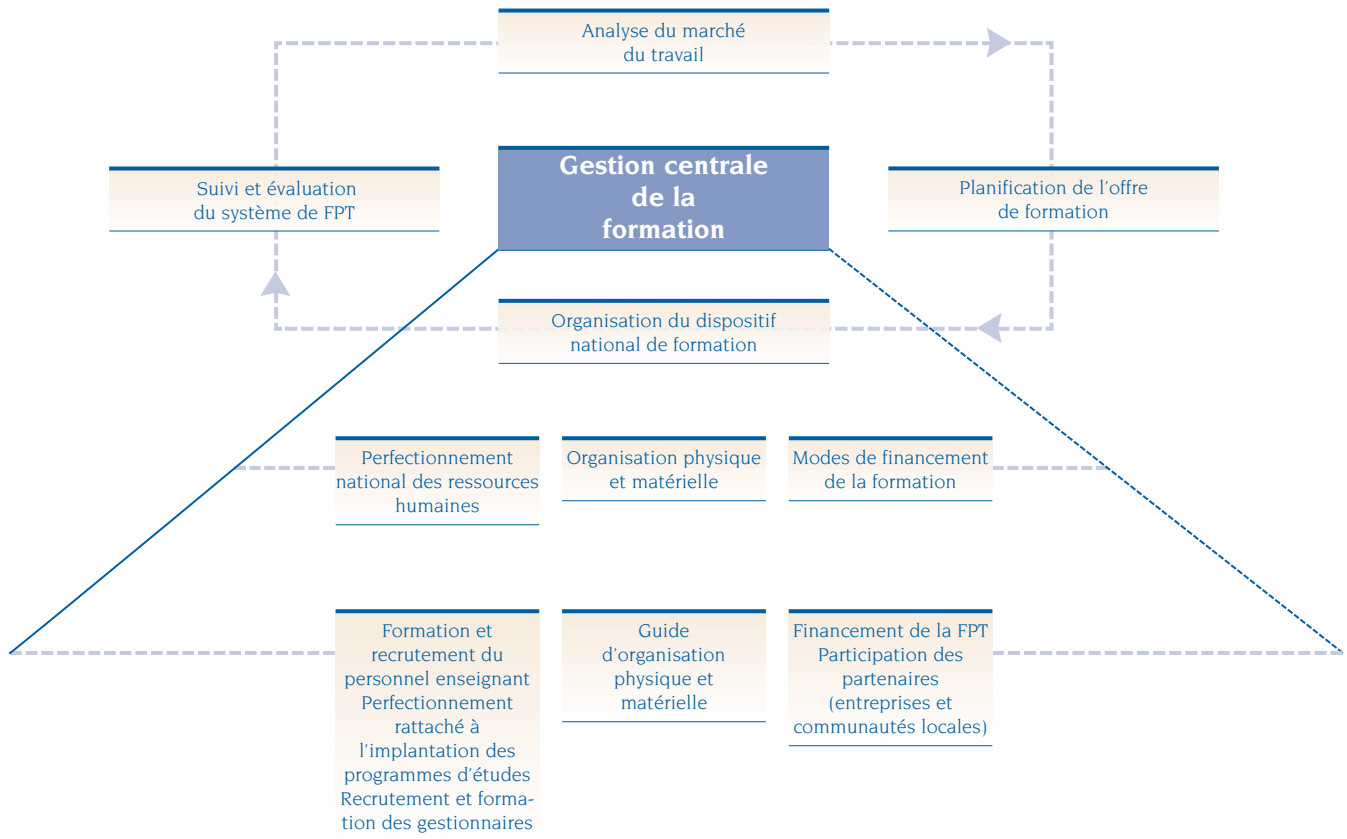 Analyse du marché
du travail
Gestion centrale
de la
formation
Suivi et évaluation
du système de FPT
Planification de l'offre
de formation
Organisation du dispositif
national de formation
Perfectionnement
national des ressources
humaines
Organisation physique
et matérielle
Modes de financement
de la formation
Formation et
recrutement du
personnel enseignant
Perfectionnement
rattaché à
l'implantation des
programmes d'études
Recrutement et forma-
tion des gestionnaires
Guide
d'organisation
physique et
matérielle
Financement de la FPT
Participation des
partenaires
(entreprises et
communautés locales)